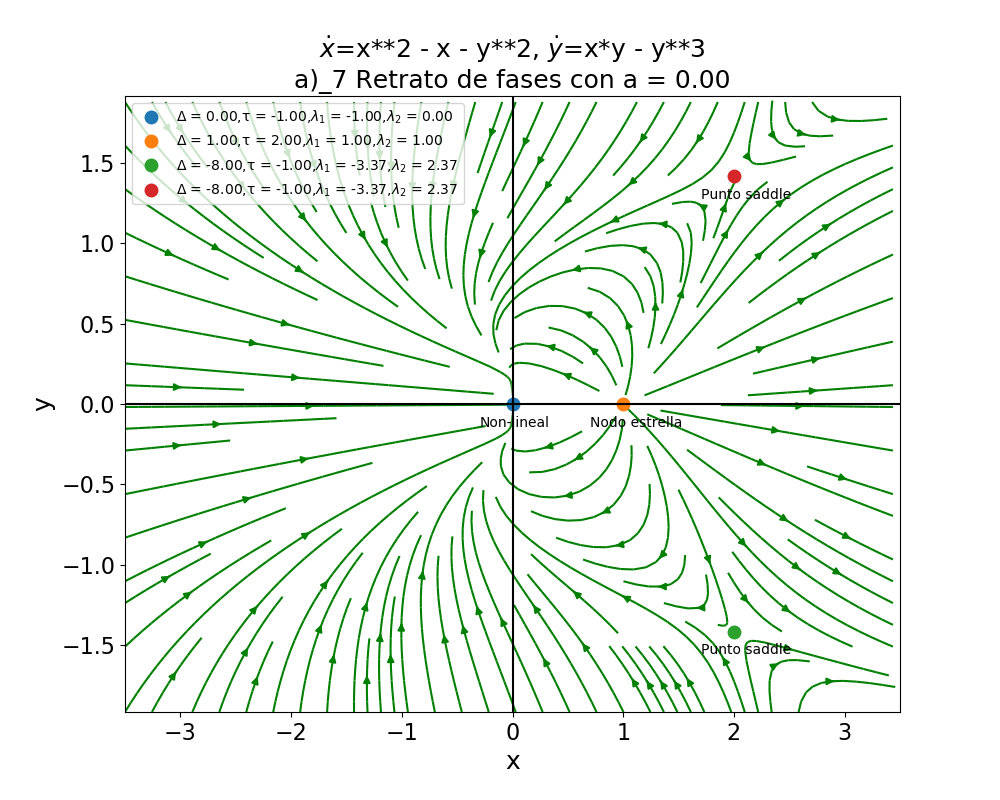 ẋ=x**2 - x - y**2, ẏ=x*y - y**3
a)_7 Retrato de fases con a = 0.00
Δ = 0.00,τ = -1.00,λ₁ = -1.00,λ₂ = 0.00
Δ = 1.00,τ = 2.00,λ₁ = 1.00,λ₂ = 1.00
Δ = -8.00,τ = -1.00,λ₁ = -3.37,λ₂ = 2.37
Δ = -8.00,τ = -1.00,λ₁ = -3.37,λ₂ = 2.37
1.5
1.0
0.5
0.0
−0.5
−1.0
−1.5
y
Punto saddle
Non-lineal
Nodo estrella
Punto saddle
−3
−2
−1
0
1
2
3
x